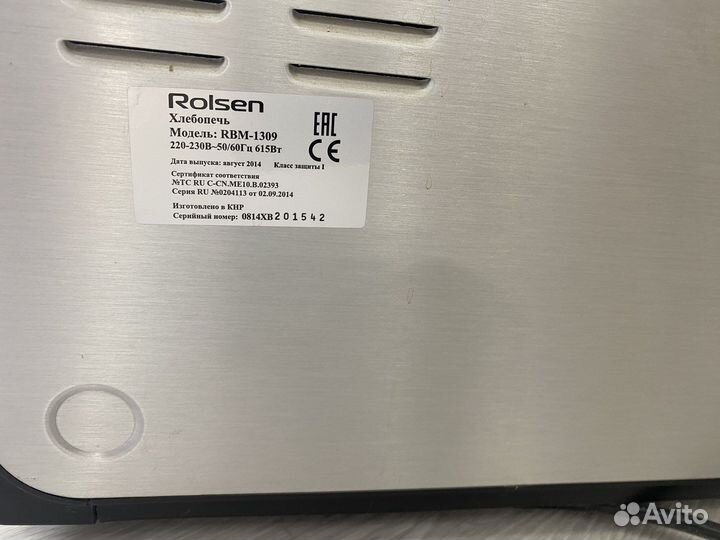 Rolsen
Хлебопечь
Модель: RBM-1309
220-230В~50/60Гц 615Вт
Дата выпуска: август 2014 Класс защиты I
Сертификат соответствия
№ТС RU C-CN.ME10.B.02393
Серия RU №0204113 от 02.09.2014
Изготовлено в КНР
Серийный номер: 0814XB201542
EAC
CE
Avito